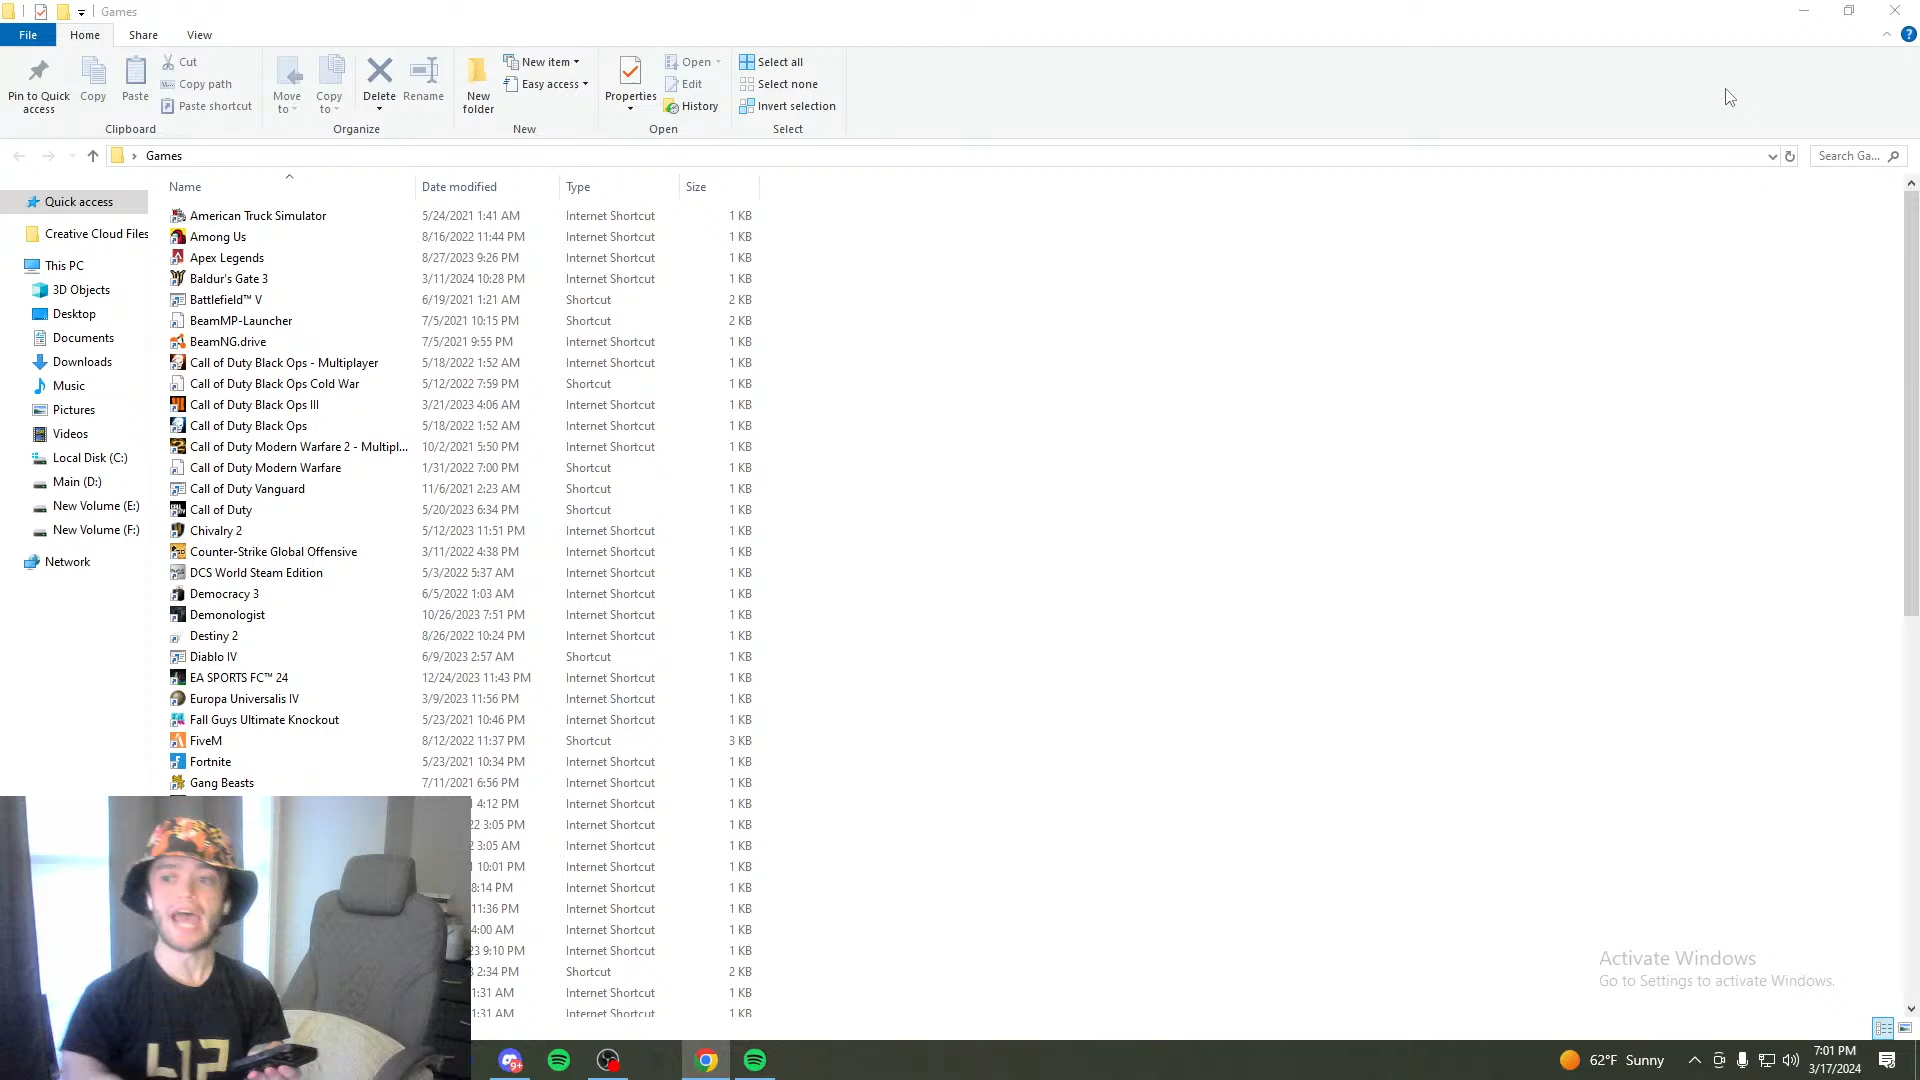 Games
File Home Share View
Pin to Quick access
Copy
Paste
Cut
Copy path
Paste shortcut
Clipboard
Move to
Copy to
Delete
Rename
Organize
New folder
New item
Easy access
New
Properties
Open
Edit
History
Open
Select all
Select none
Invert selection
Select
Games
Search Ga...
Quick access
Creative Cloud Files
This PC
3D Objects
Desktop
Documents
Downloads
Music
Pictures
Videos
Local Disk (C:)
Main (D:)
New Volume (E:)
New Volume (F:)
Network
Name Date modified Type Size
American Truck Simulator 5/24/2021 1:41 AM Internet Shortcut 1 KB
Among Us 8/16/2022 11:44 PM Internet Shortcut 1 KB
Apex Legends 8/27/2023 9:26 PM Internet Shortcut 1 KB
Baldur's Gate 3 3/11/2024 10:28 PM Internet Shortcut 1 KB
Battlefield™ V 6/19/2021 1:21 AM Shortcut 2 KB
BeamMP-Launcher 7/5/2021 10:15 PM Shortcut 2 KB
BeamNG.drive 7/5/2021 9:55 PM Internet Shortcut 1 KB
Call of Duty Black Ops - Multiplayer 5/18/2022 1:52 AM Internet Shortcut 1 KB
Call of Duty Black Ops Cold War 5/12/2022 7:59 PM Shortcut 1 KB
Call of Duty Black Ops III 3/21/2023 4:06 AM Internet Shortcut 1 KB
Call of Duty Black Ops 5/18/2022 1:52 AM Internet Shortcut 1 KB
Call of Duty Modern Warfare 2 - Multipl... 10/2/2021 5:50 PM Internet Shortcut 1 KB
Call of Duty Modern Warfare 1/31/2022 7:00 PM Shortcut 1 KB
Call of Duty Vanguard 11/6/2021 2:23 AM Shortcut 1 KB
Call of Duty 5/20/2023 6:34 PM Shortcut 1 KB
Chivalry 2 5/12/2023 11:51 PM Internet Shortcut 1 KB
Counter-Strike Global Offensive 3/11/2022 4:38 PM Internet Shortcut 1 KB
DCS World Steam Edition 5/3/2022 5:37 AM Internet Shortcut 1 KB
Democracy 3 6/5/2022 1:03 AM Internet Shortcut 1 KB
Demonologist 10/26/2023 7:51 PM Internet Shortcut 1 KB
Destiny 2 8/26/2022 10:24 PM Internet Shortcut 1 KB
Diablo IV 6/9/2023 2:57 AM Shortcut 1 KB
EA SPORTS FC™ 24 12/24/2023 11:43 PM Internet Shortcut 1 KB
Europa Universalis IV 3/9/2023 11:56 PM Internet Shortcut 1 KB
Fall Guys Ultimate Knockout 5/23/2021 10:46 PM Internet Shortcut 1 KB
FiveM 8/12/2022 11:37 PM Shortcut 3 KB
Fortnite 5/23/2021 10:34 PM Internet Shortcut 1 KB
Gang Beasts 7/11/2021 6:56 PM Internet Shortcut 1 KB
4:12 PM Internet Shortcut 1 KB
3:05 PM Internet Shortcut 1 KB
3:05 AM Internet Shortcut 1 KB
10:01 PM Internet Shortcut 1 KB
8:14 PM Internet Shortcut 1 KB
11:36 PM Internet Shortcut 1 KB
4:00 AM Internet Shortcut 1 KB
9:10 PM Internet Shortcut 1 KB
2:34 PM Shortcut 2 KB
1:31 AM Internet Shortcut 1 KB
1:31 AM Internet Shortcut 1 KB
Activate Windows
Go to Settings to activate Windows.
412
9+
62°F Sunny
7:01 PM
3/17/2024